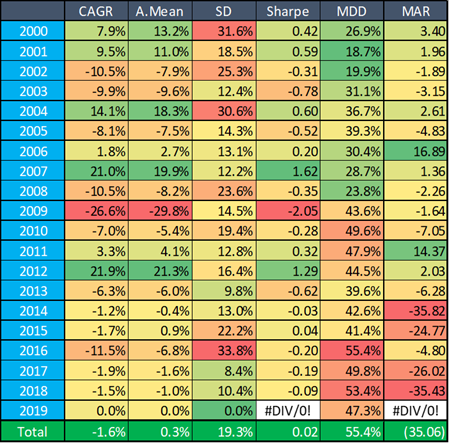 CAGR A.Mean SD Sharpe MDD MAR
2000 7.9% 13.2% 31.6% 0.42 26.9% 3.40
2001 9.5% 11.0% 18.5% 0.59 18.7% 1.96
2002 -10.5% -7.9% 25.3% -0.31 19.9% -1.89
2003 -9.9% -9.6% 12.4% -0.78 31.1% -3.15
2004 14.1% 18.3% 30.6% 0.60 36.7% 2.61
2005 -8.1% -7.5% 14.3% -0.52 39.3% -4.83
2006 1.8% 2.7% 13.1% 0.20 30.4% 16.89
2007 21.0% 19.9% 12.2% 1.62 28.7% 1.36
2008 -10.5% -8.2% 23.6% -0.35 23.8% -2.26
2009 -26.6% -29.8% 14.5% -2.05 43.6% -1.64
2010 -7.0% -5.4% 19.4% -0.28 49.6% -7.05
2011 3.3% 4.1% 12.8% 0.32 47.9% 14.37
2012 21.9% 21.3% 16.4% 1.29 44.5% 2.03
2013 -6.3% -6.0% 9.8% -0.62 39.6% -6.28
2014 -1.2% -0.4% 13.0% -0.03 42.6% -35.82
2015 -1.7% 0.9% 22.2% 0.04 41.4% -24.77
2016 -11.5% -6.8% 33.8% -0.20 55.4% -4.80
2017 -1.9% -1.6% 8.4% -0.19 49.8% -26.02
2018 -1.5% -1.0% 10.4% -0.09 53.4% -35.43
2019 0.0% 0.0% 0.0% #DIV/0! 47.3% #DIV/0!
Total -1.6% 0.3% 19.3% 0.02 55.4% (35.06)